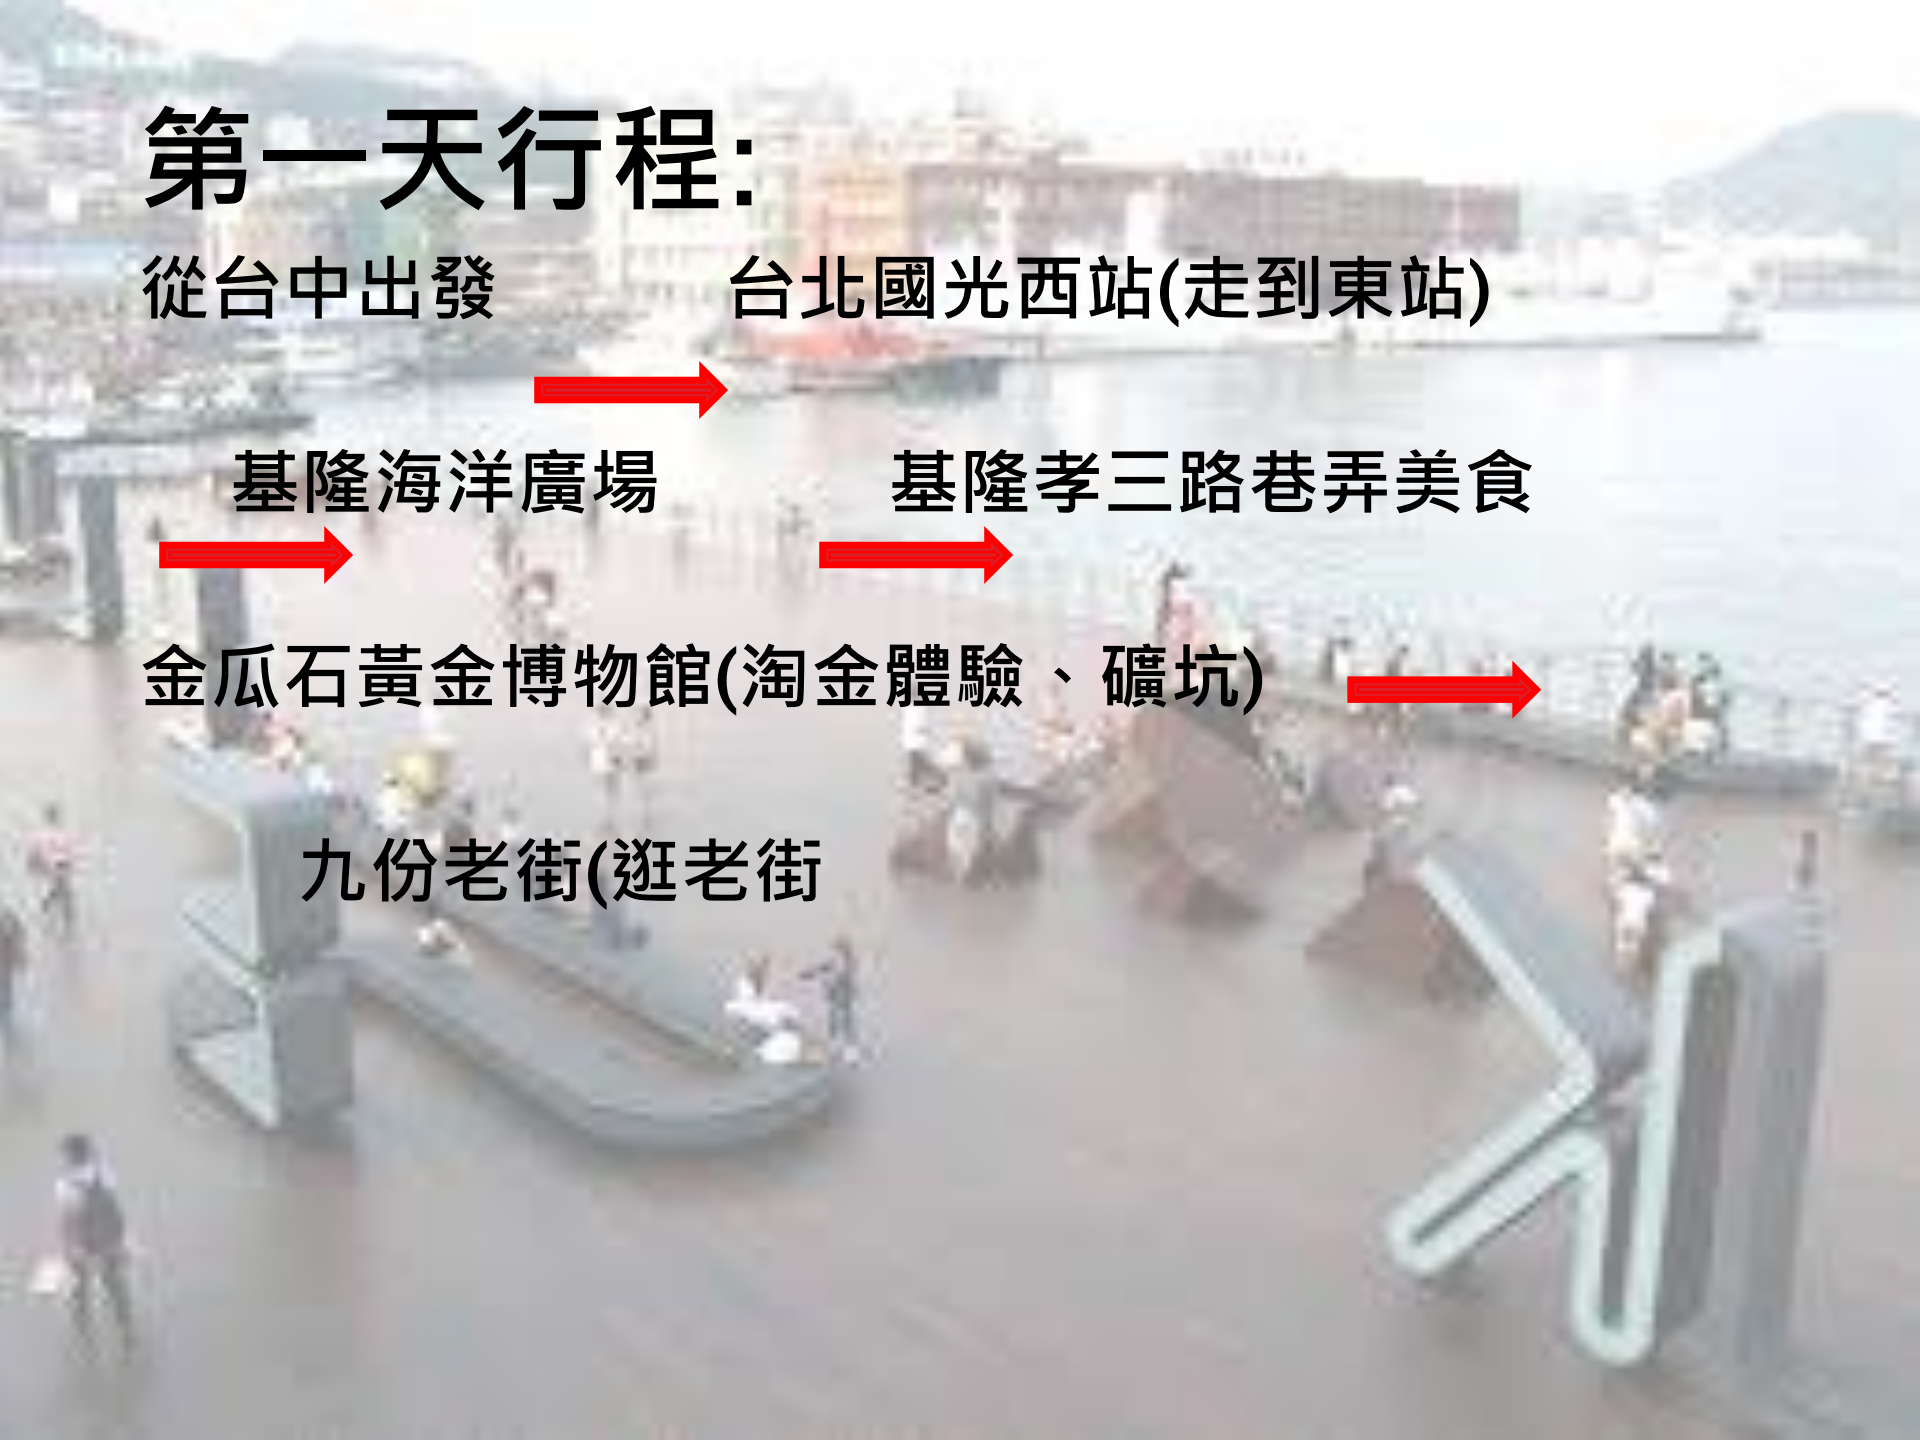 第一天行程:
從台中出發 台北國光西站(走到東站)
基隆海洋廣場 基隆孝三路巷弄美食
金瓜石黃金博物館(淘金體驗、礦坑)
九份老街(逛老街